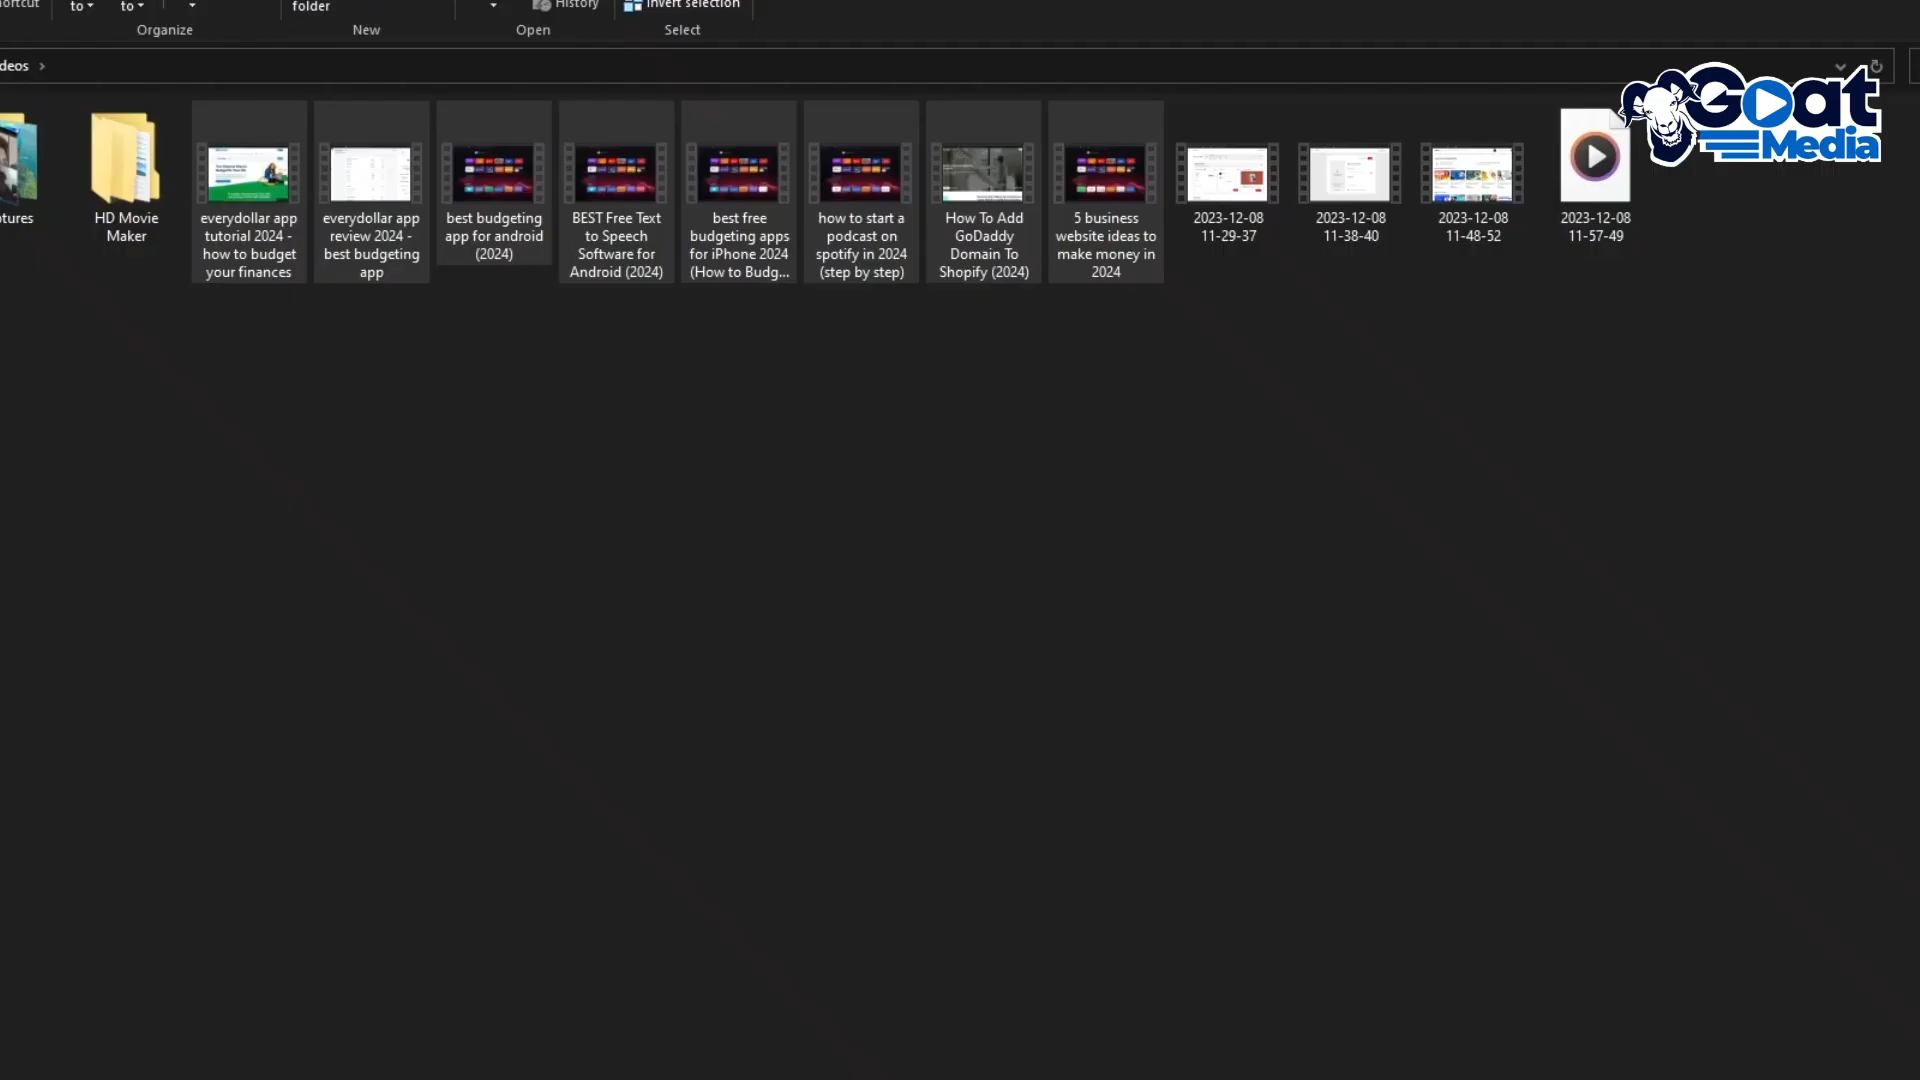 to to
folder
History
Invert selection
Organize
New
Open
Select
deos
HD Movie
Maker
everydollar app
tutorial 2024 -
how to budget
your finances
everydollar app
review 2024 -
best budgeting
app
best budgeting
app for android
(2024)
BEST Free Text
to Speech
Software for
Android (2024)
best free
budgeting apps
for iPhone 2024
(How to Budg...
how to start a
podcast on
spotify in 2024
(step by step)
How To Add
GoDaddy
Domain To
Shopify (2024)
5 business
website ideas to
make money in
2024
2023-12-08
11-29-37
2023-12-08
11-38-40
2023-12-08
11-48-52
2023-12-08
11-57-49
Goat
Media